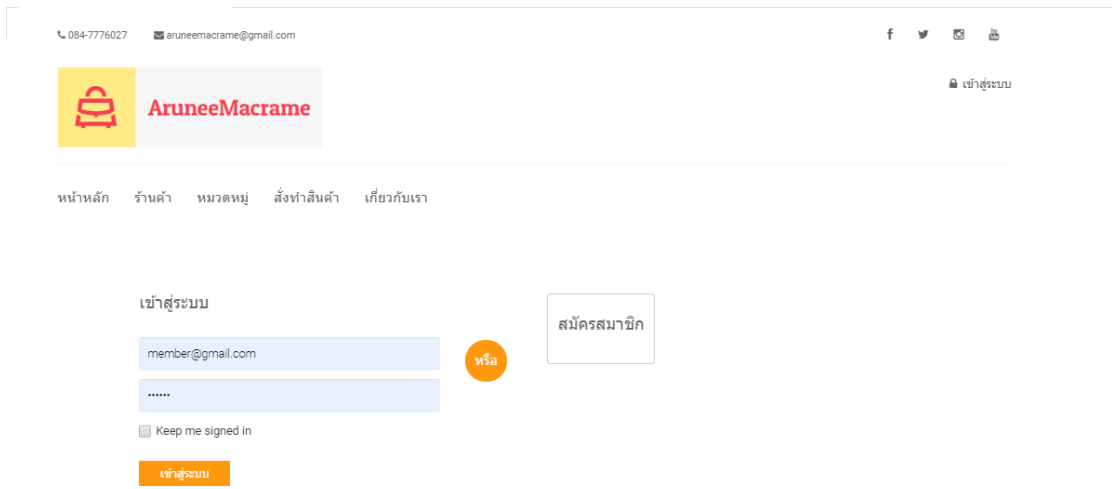 084-7776027 aruneemacrame@gmail.com
เข้าสู่ระบบ
AruneeMacrame
หน้าหลัก ร้านค้า หมวดหมู่ สั่งทำสินค้า เกี่ยวกับเรา
เข้าสู่ระบบ
สมัครสมาชิก
member@gmail.com
หรือ
••••••
Keep me signed in
เข้าสู่ระบบ